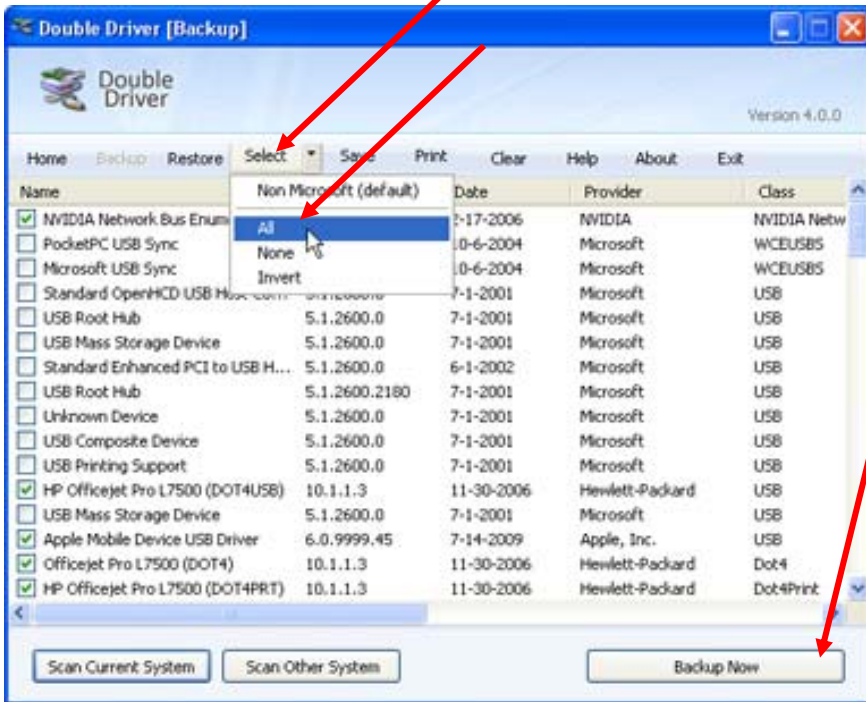 Double Driver [Backup]
Double
Driver
Version 4.0.0
Home Backup Restore Select Save Print Clear Help About Exit
Non Microsoft (default)
All
None
Invert
Name Date Provider Class
NVIDIA Network Bus Enum 2-17-2006 NVIDIA NVIDIA Netw
PocketPC USB Sync 10-6-2004 Microsoft WCEUSBS
Microsoft USB Sync 10-6-2004 Microsoft WCEUSBS
Standard OpenHCD USB Host 7-1-2001 Microsoft USB
USB Root Hub 5.1.2600.0 7-1-2001 Microsoft USB
USB Mass Storage Device 5.1.2600.0 7-1-2001 Microsoft USB
Standard Enhanced PCI to USB H... 5.1.2600.0 6-1-2002 Microsoft USB
USB Root Hub 5.1.2600.2180 7-1-2001 Microsoft USB
Unknown Device 5.1.2600.0 7-1-2001 Microsoft USB
USB Composite Device 5.1.2600.0 7-1-2001 Microsoft USB
USB Printing Support 5.1.2600.0 7-1-2001 Microsoft USB
HP Officejet Pro L7500 (DOT4USB) 10.1.1.3 11-30-2006 Hewlett-Packard USB
USB Mass Storage Device 5.1.2600.0 7-1-2001 Microsoft USB
Apple Mobile Device USB Driver 6.0.9999.45 7-14-2009 Apple, Inc. USB
Officejet Pro L7500 (DOT4) 10.1.1.3 11-30-2006 Hewlett-Packard Dot4
HP Officejet Pro L7500 (DOT4PRT) 10.1.1.3 11-30-2006 Hewlett-Packard Dot4Print
Scan Current System Scan Other System Backup Now